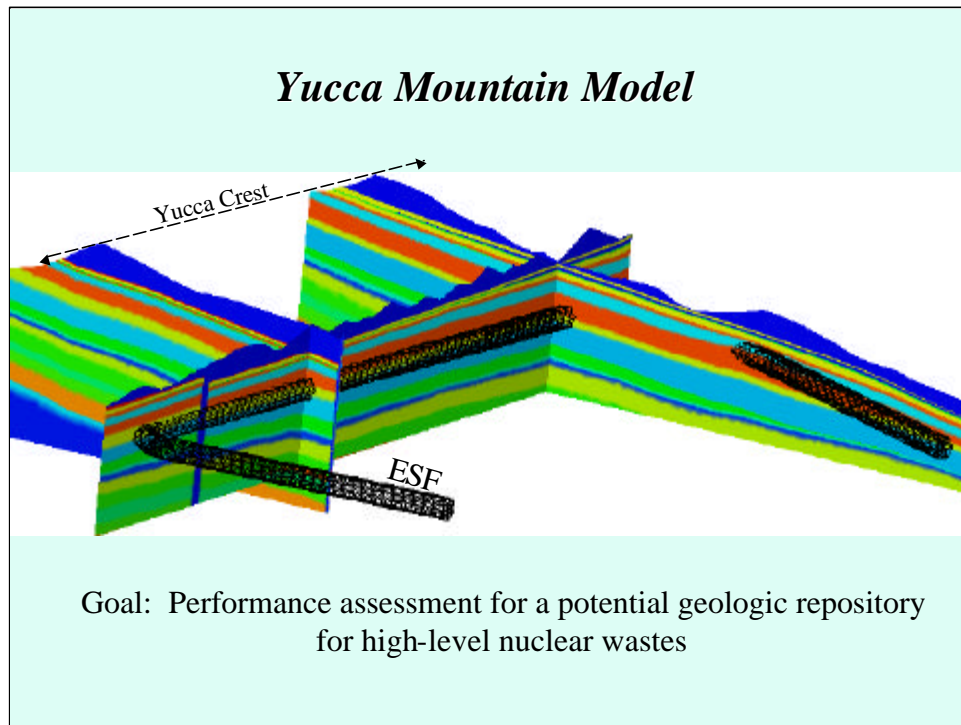 Yucca Mountain Model
Yucca Crest
ESF
Goal:  Performance assessment for a potential geologic repository
for high-level nuclear wastes